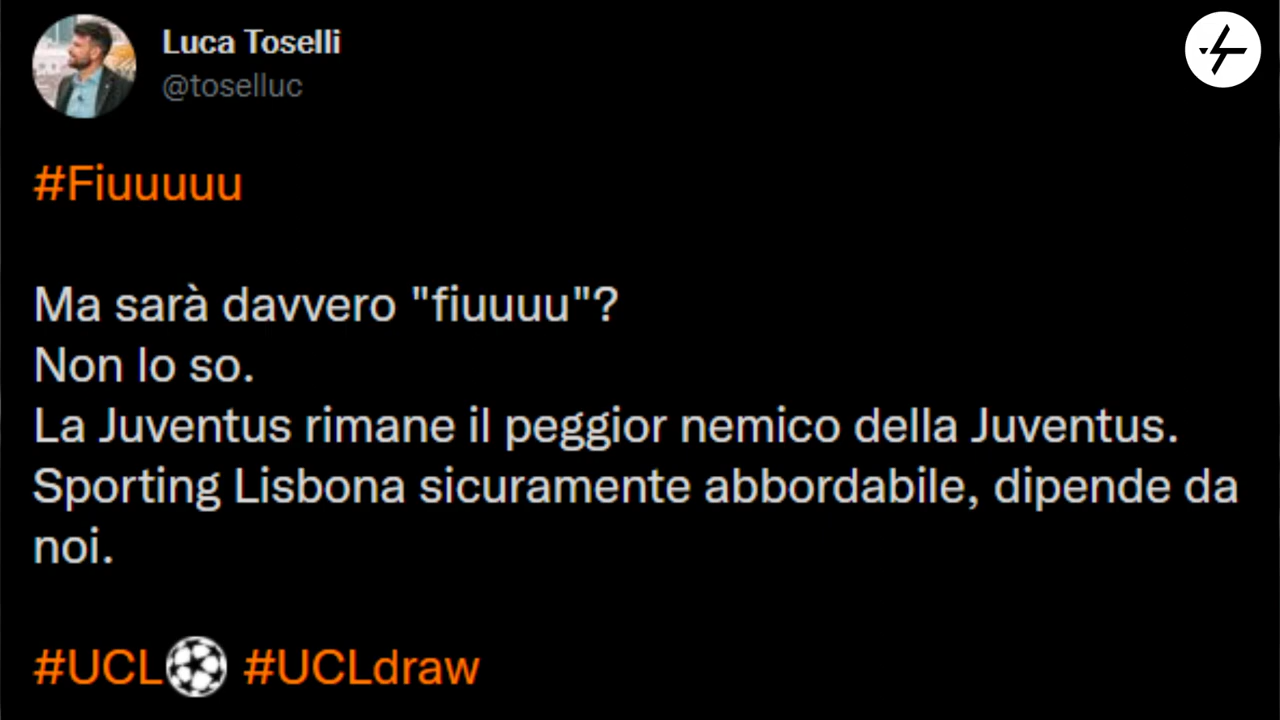 Luca Toselli
@toselluc
#Fiuuuuu
Ma sarà davvero "fiuuuu"?
Non lo so.
La Juventus rimane il peggior nemico della Juventus.
Sporting Lisbona sicuramente abbordabile, dipende da
noi.
#UCL⚽ #UCLdraw